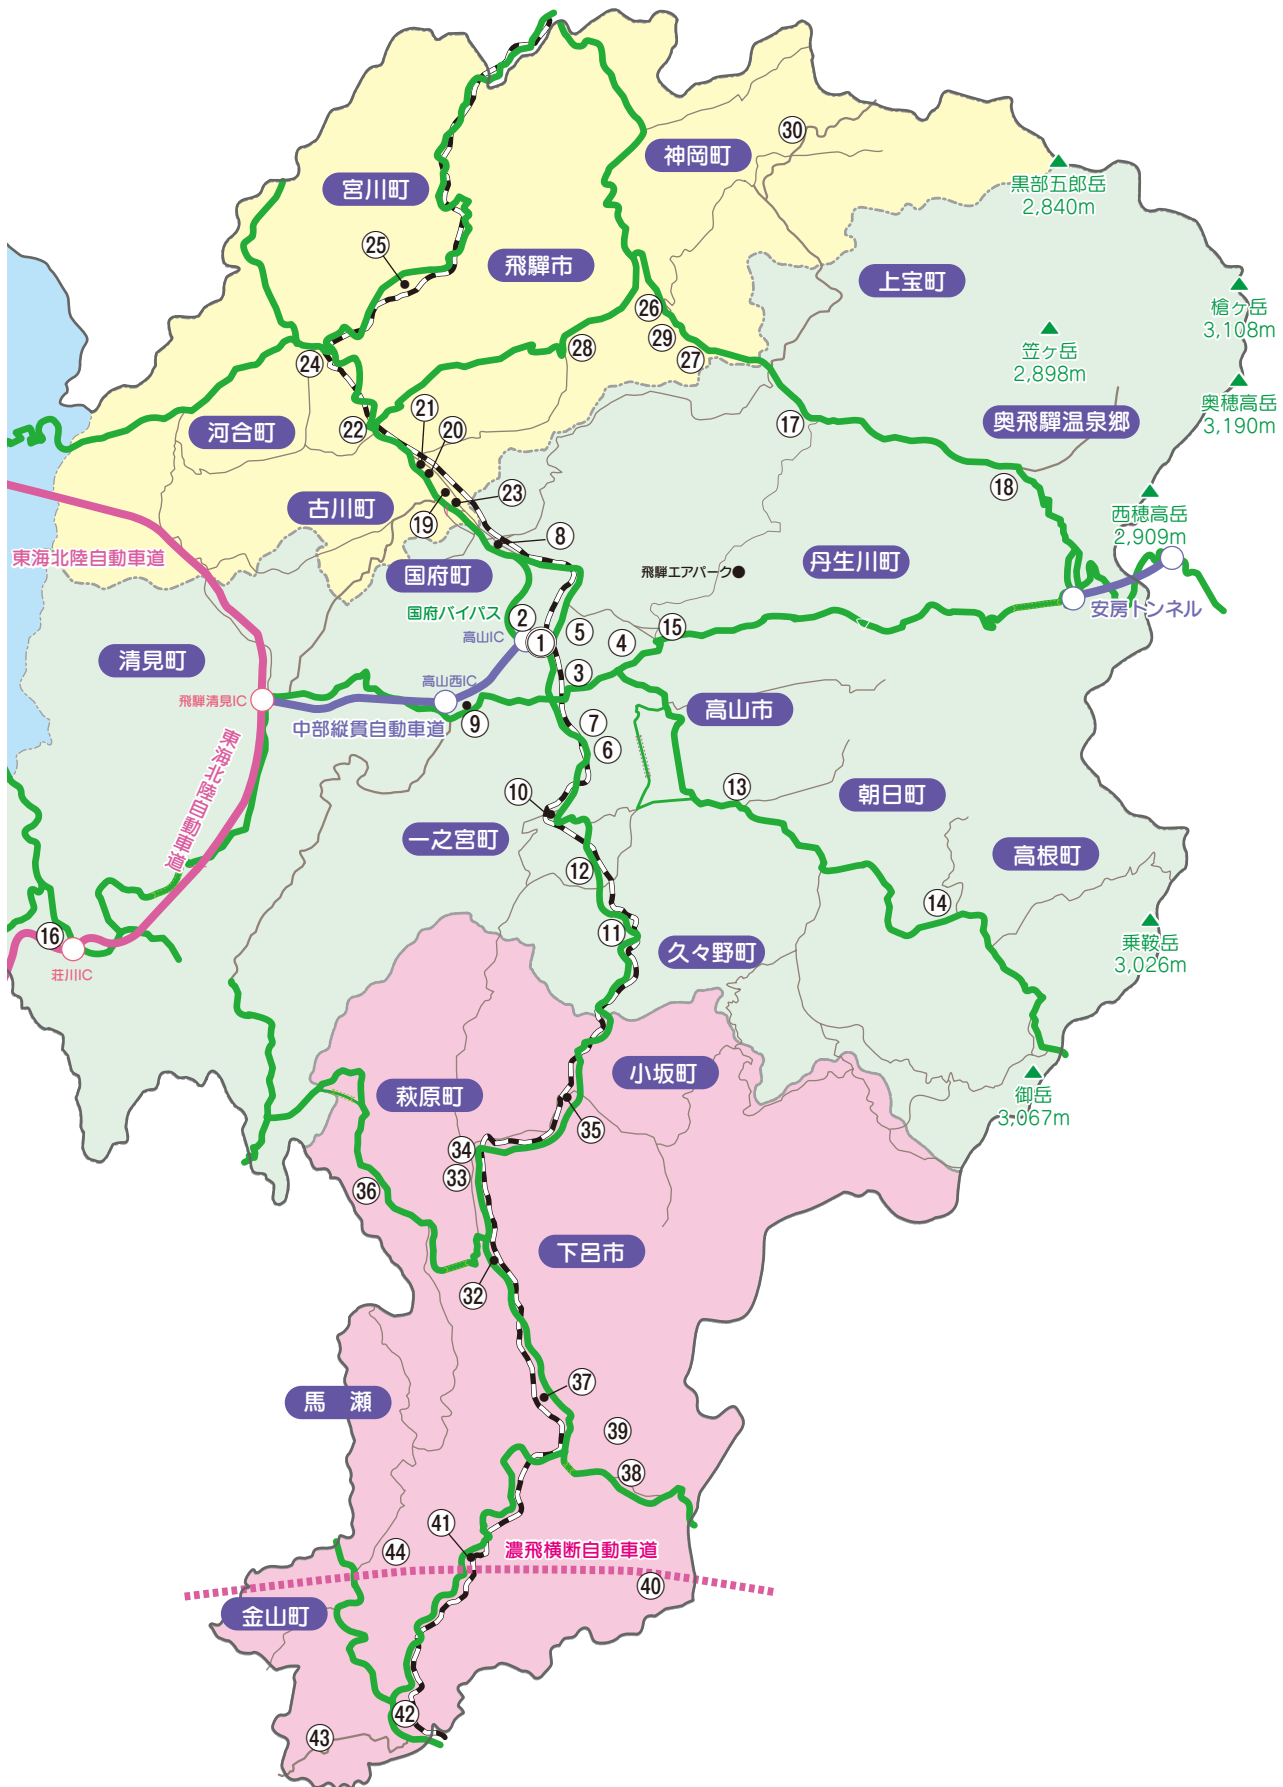 30
神岡町
宮川町
黒部五郎岳
2,840m
25
飛驒市
上宝町
26
槍ヶ岳
3,108m
29
笠ヶ岳
2,898m
28
27
24
奥穂高岳
3,190m
河合町
22
21
20
17
奥飛驒温泉郷
18
古川町
19
23
西穂高岳
2,909m
8
東海北陸自動車道
国府町
飛騨エアパーク
丹生川町
国府バイパス
2
安房トンネル
高山IC
1
5
4
15
清見町
高山西IC
3
飛騨清見IC
高山市
9
中部縦貫自動車道
7
6
東海北陸自動車道
10
13
朝日町
一之宮町
高根町
12
14
16
11
久々野町
乗鞍岳
3,026m
荘川IC
小坂町
萩原町
御岳
3,067m
35
34
33
36
下呂市
32
37
馬 瀬
39
38
41
44
濃飛横断自動車道
40
金山町
42
43